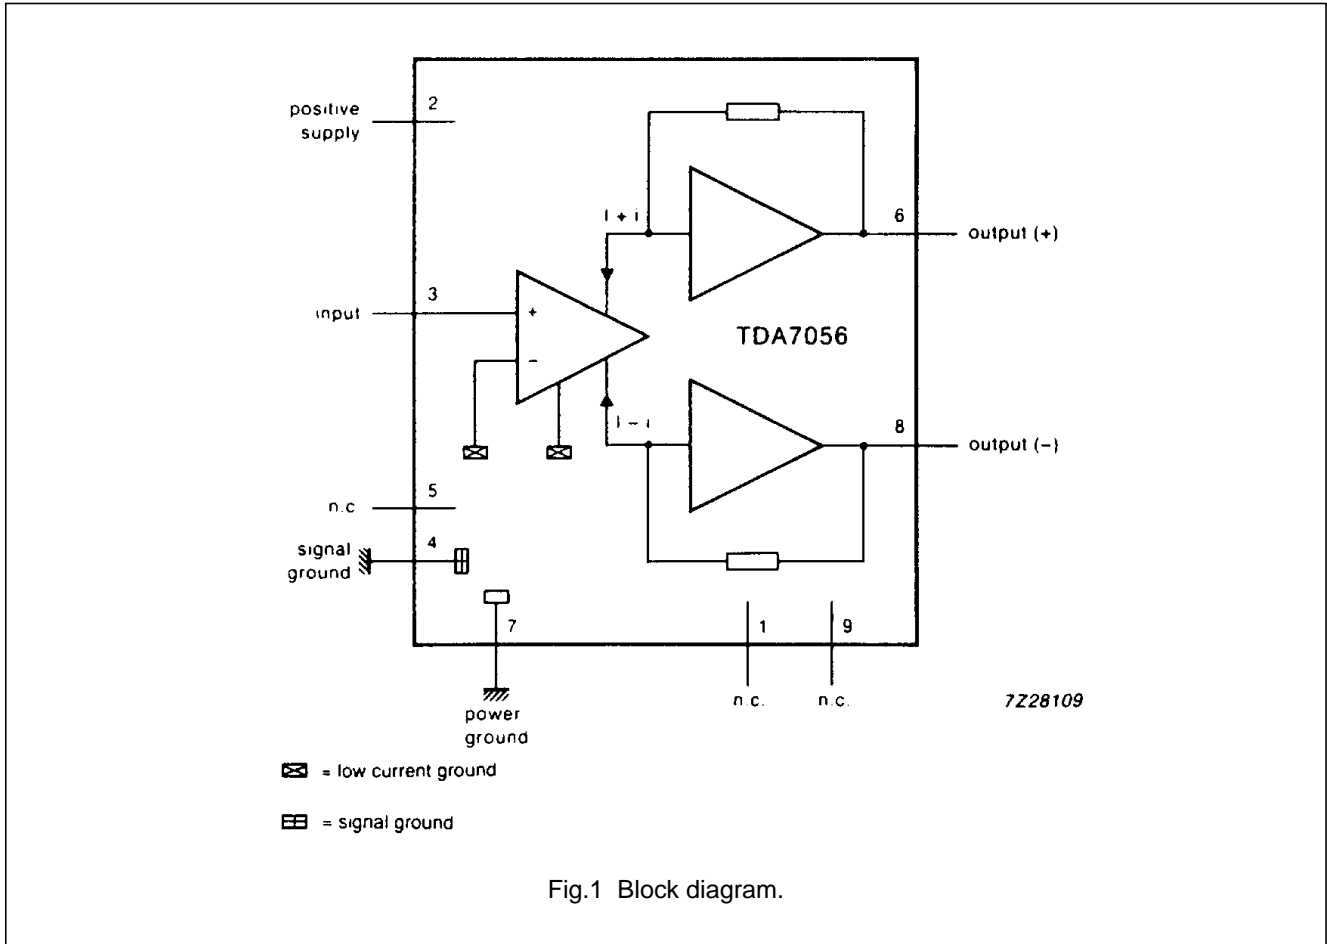 positive
supply
2
I + i
6
output (+)
3
input
+
−
TDA7056
I − i
8
output (−)
5
n.c
4
signal
ground
7
1
9
n.c.
n.c.
power
ground
7Z28109
= low current ground
= signal ground
Fig.1 Block diagram.